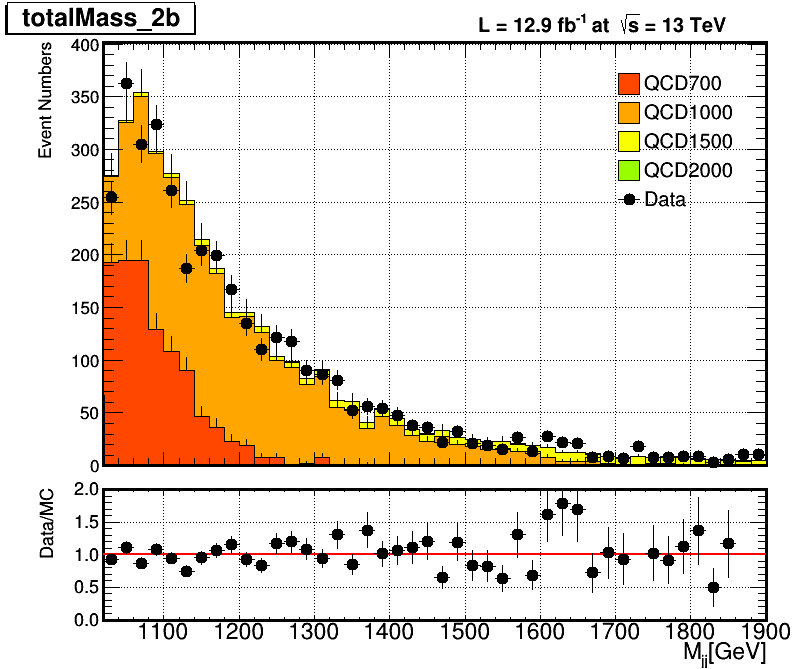 totalMass_2b
L = 12.9 fb⁻¹ at √s = 13 TeV
Event Numbers
400
350
300
250
200
150
100
50
0
QCD700
QCD1000
QCD1500
QCD2000
Data
Data/MC
2.0
1.5
1.0
0.5
0.0
1100 1200 1300 1400 1500 1600 1700 1800 1900
M_jj[GeV]